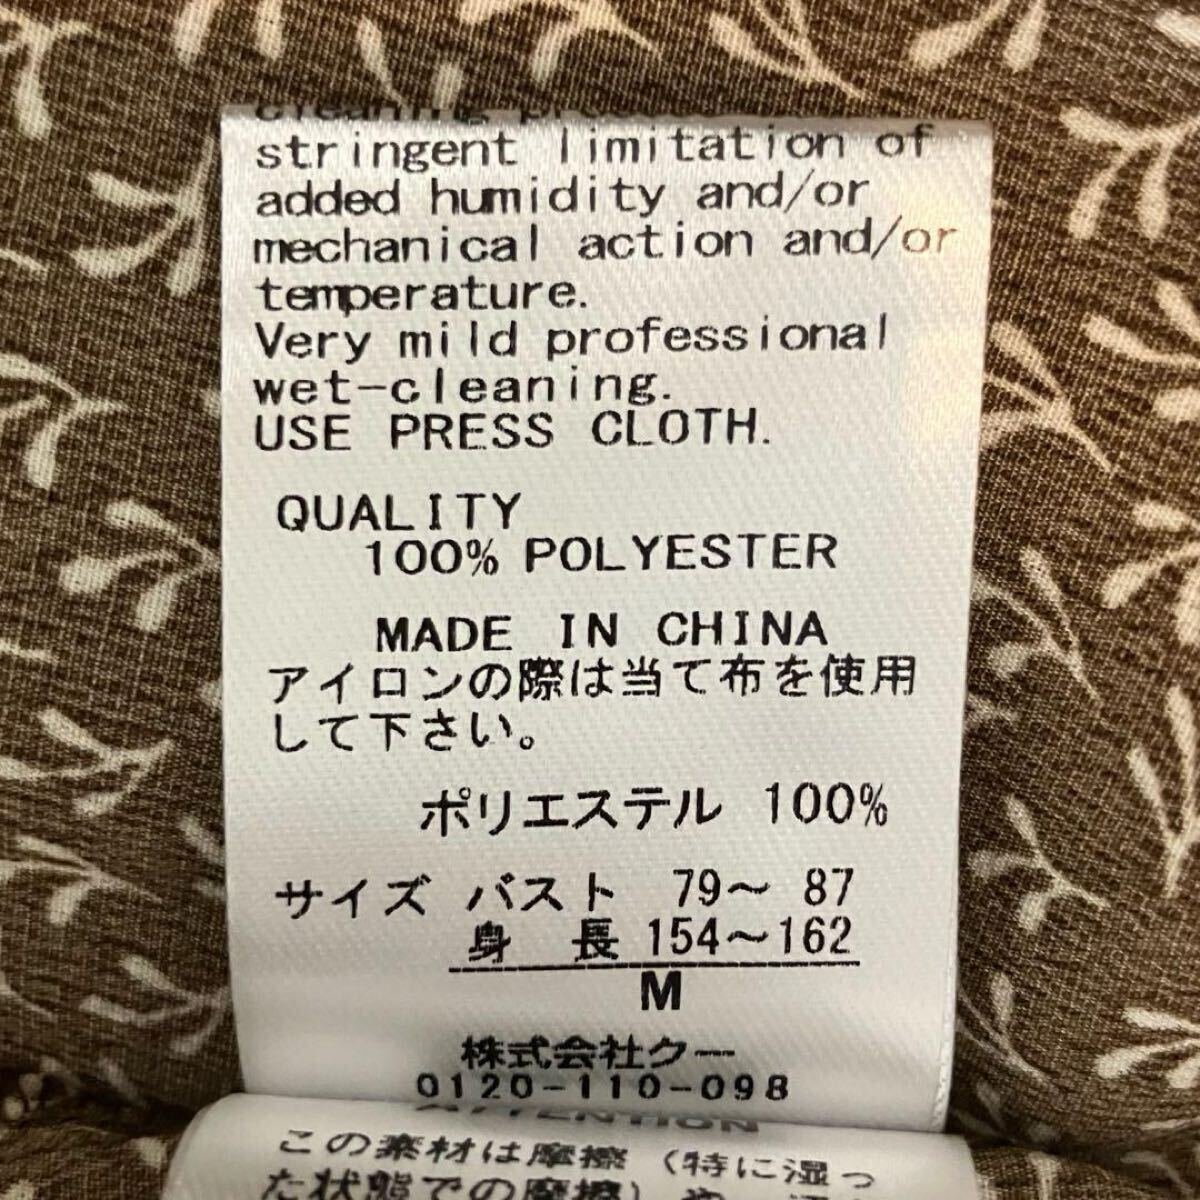 cleaning
stringent limitation of
added humidity and/or
mechanical action and/or
temperature.
Very mild professional
wet-cleaning.
USE PRESS CLOTH.
QUALITY
100% POLYESTER
MADE IN CHINA
アイロンの際は当て布を使用
して下さい。
ポリエステル 100%
サイズ バスト 79～ 87
身 長 154～162
M
株式会社クー
0120-110-098
ATTENTION
この素材は摩擦（特に湿っ
た状態での摩擦）や、